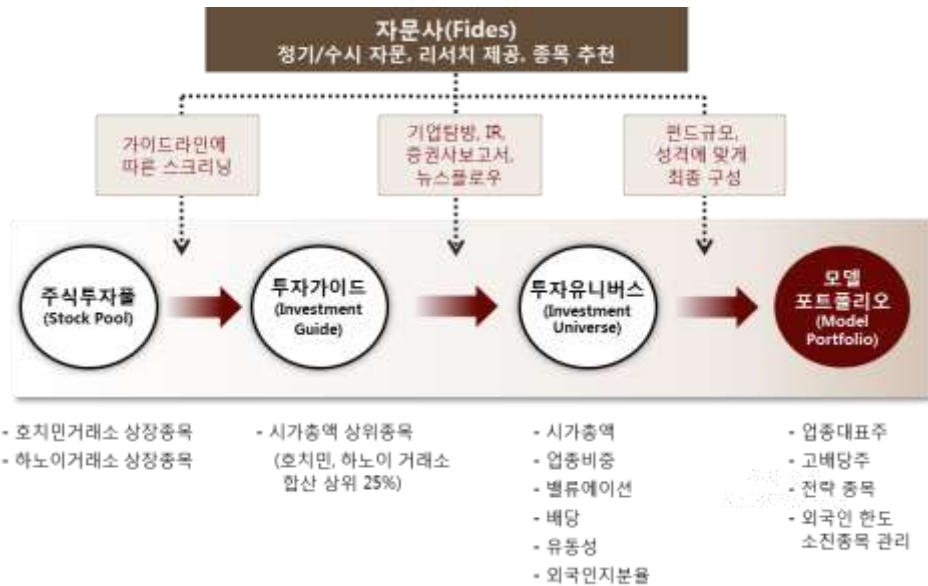 자문사(Fides)
정기/수시 자문, 리서치 제공, 종목 추천
가이드라인에
따른 스크리닝
기업탐방, IR,
증권사보고서,
뉴스플로우
펀드규모,
성격에 맞게
최종 구성
주식투자풀
(Stock Pool)
투자가이드
(Investment
Guide)
투자유니버스
(Investment
Universe)
모델
포트폴리오
(Model
Portfolio)
- 호치민거래소 상장종목
- 하노이거래소 상장종목
- 시가총액 상위종목
(호치민, 하노이 거래소
합산 상위 25%)
- 시가총액
- 업종비중
- 밸류에이션
- 배당
- 유동성
- 외국인지분율
- 업종대표주
- 고배당주
- 전략 종목
- 외국인 한도
소진종목 관리